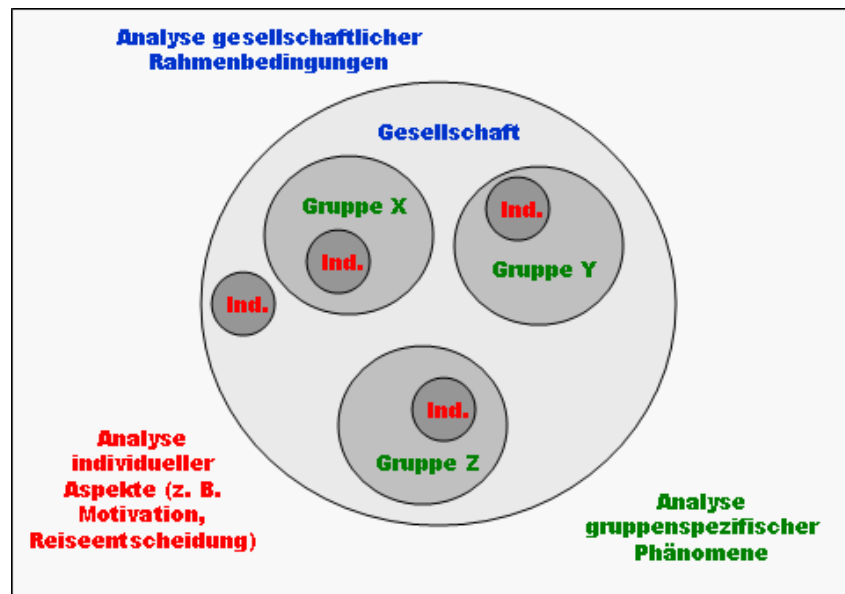 Analyse gesellschaftlicher
Rahmenbedingungen
Gesellschaft
Gruppe X
Ind.
Ind.
Gruppe Y
Ind.
Ind.
Gruppe Z
Analyse
individueller
Aspekte (z. B.
Motivation,
Reiseentscheidung)
Analyse
gruppenspezifischer
Phänomene